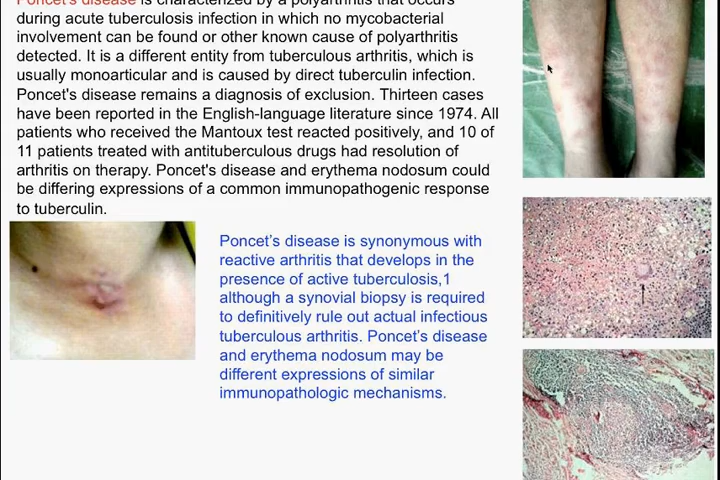 Poncet's disease is characterized by a polyarthritis that occurs
during acute tuberculosis infection in which no mycobacterial
involvement can be found or other known cause of polyarthritis
detected. It is a different entity from tuberculous arthritis, which is
usually monoarticular and is caused by direct tuberculin infection.
Poncet's disease remains a diagnosis of exclusion. Thirteen cases
have been reported in the English-language literature since 1974. All
patients who received the Mantoux test reacted positively, and 10 of
11 patients treated with antituberculous drugs had resolution of
arthritis on therapy. Poncet's disease and erythema nodosum could
be differing expressions of a common immunopathogenic response
to tuberculin.
Poncet's disease is synonymous with
reactive arthritis that develops in the
presence of active tuberculosis,1
although a synovial biopsy is required
to definitively rule out actual infectious
tuberculous arthritis. Poncet's disease
and erythema nodosum may be
different expressions of similar
immunopathologic mechanisms.